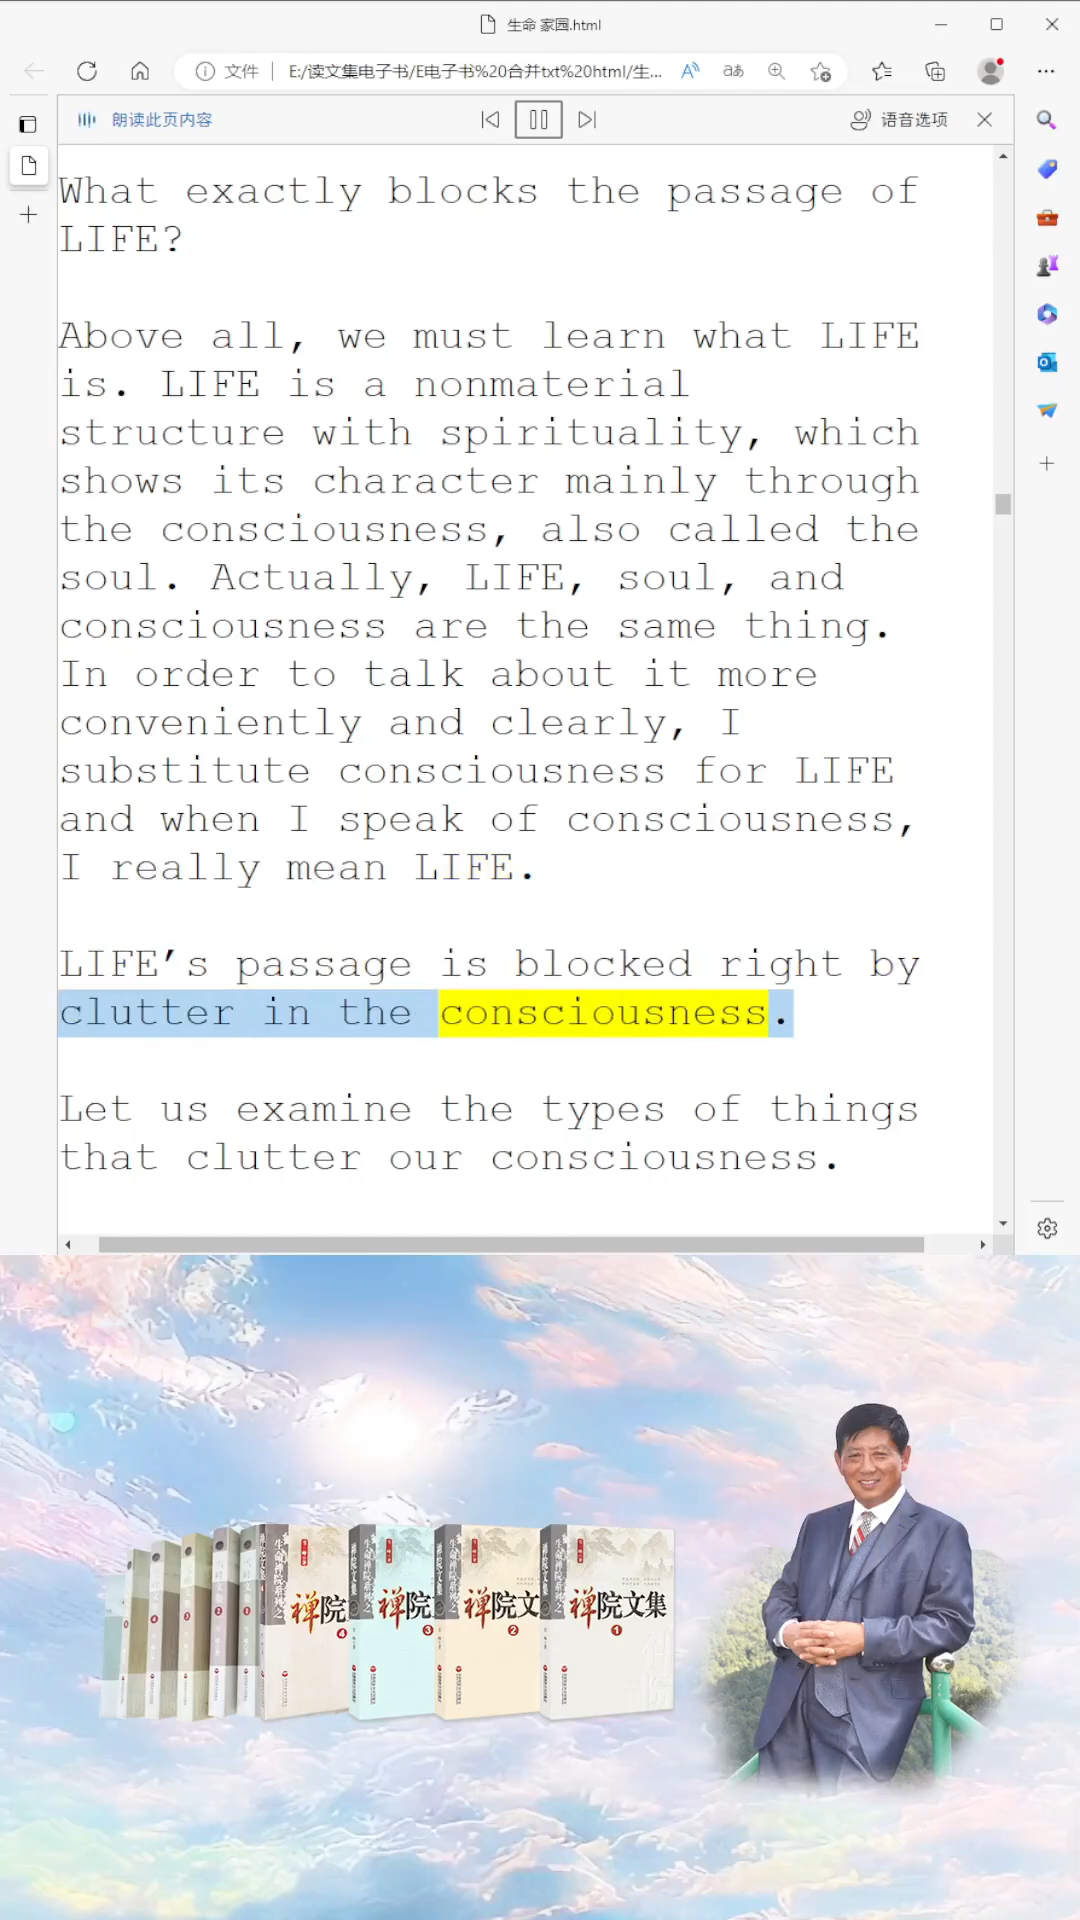 生命 家园.html
文件
E:/读文集电子书/E电子书%20合并txt%20html/生...
朗读此页内容
语音选项
What exactly blocks the passage of
LIFE?
Above all, we must learn what LIFE
is. LIFE is a nonmaterial
structure with spirituality, which
shows its character mainly through
the consciousness, also called the
soul. Actually, LIFE, soul, and
consciousness are the same thing.
In order to talk about it more
conveniently and clearly, I
substitute consciousness for LIFE
and when I speak of consciousness,
I really mean LIFE.
LIFE’s passage is blocked right by
clutter in the consciousness.
Let us examine the types of things
that clutter our consciousness.
禅院
4
禅院
3
禅院文
2
禅院文集
1